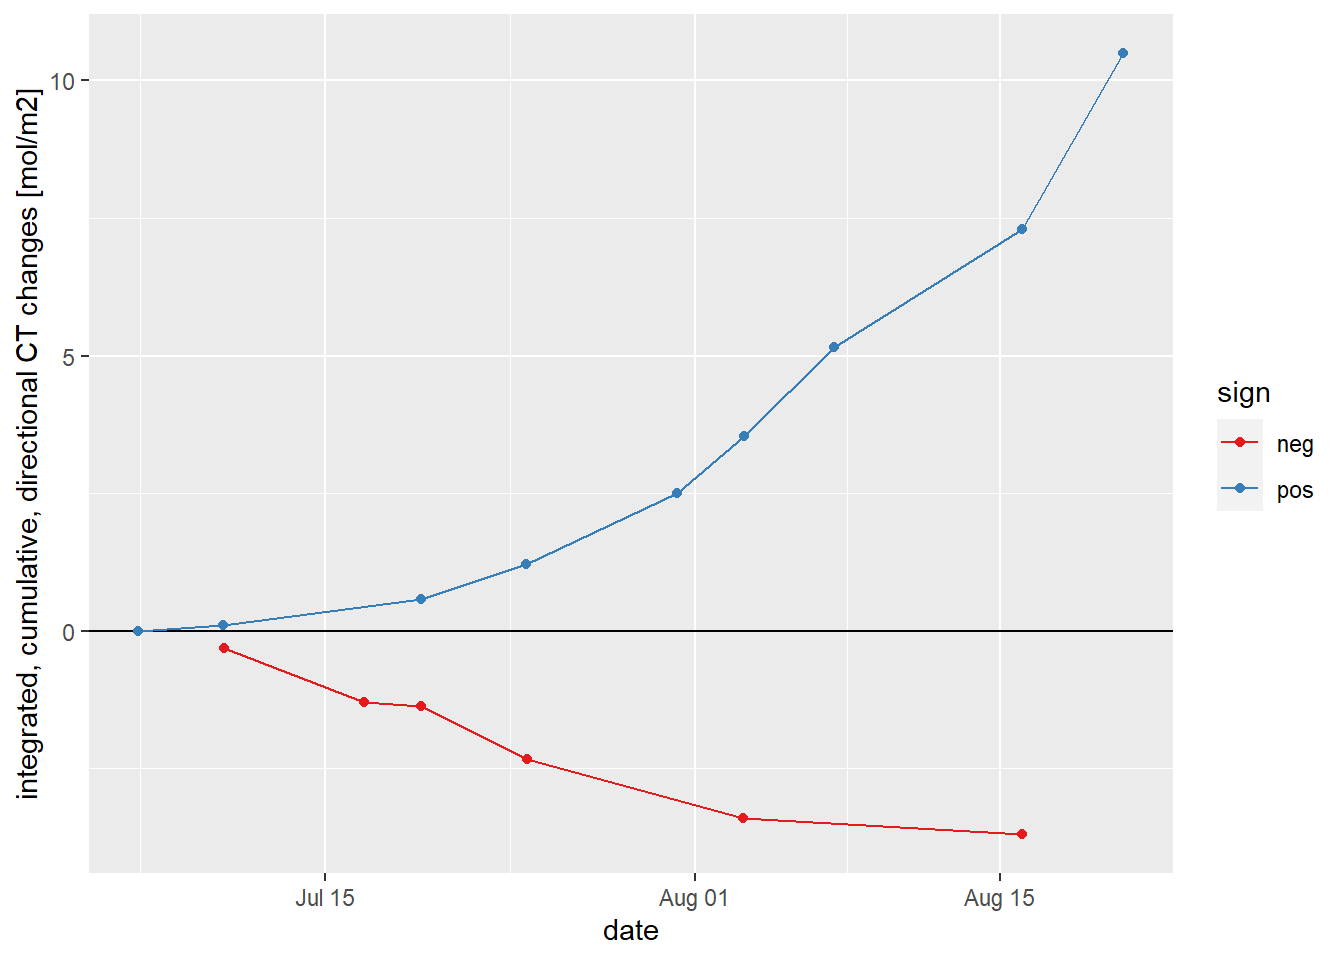 integrated, cumulative, directional CT changes [mol/m2]
10
5
0
Jul 15
Aug 01
Aug 15
date
sign
neg
pos